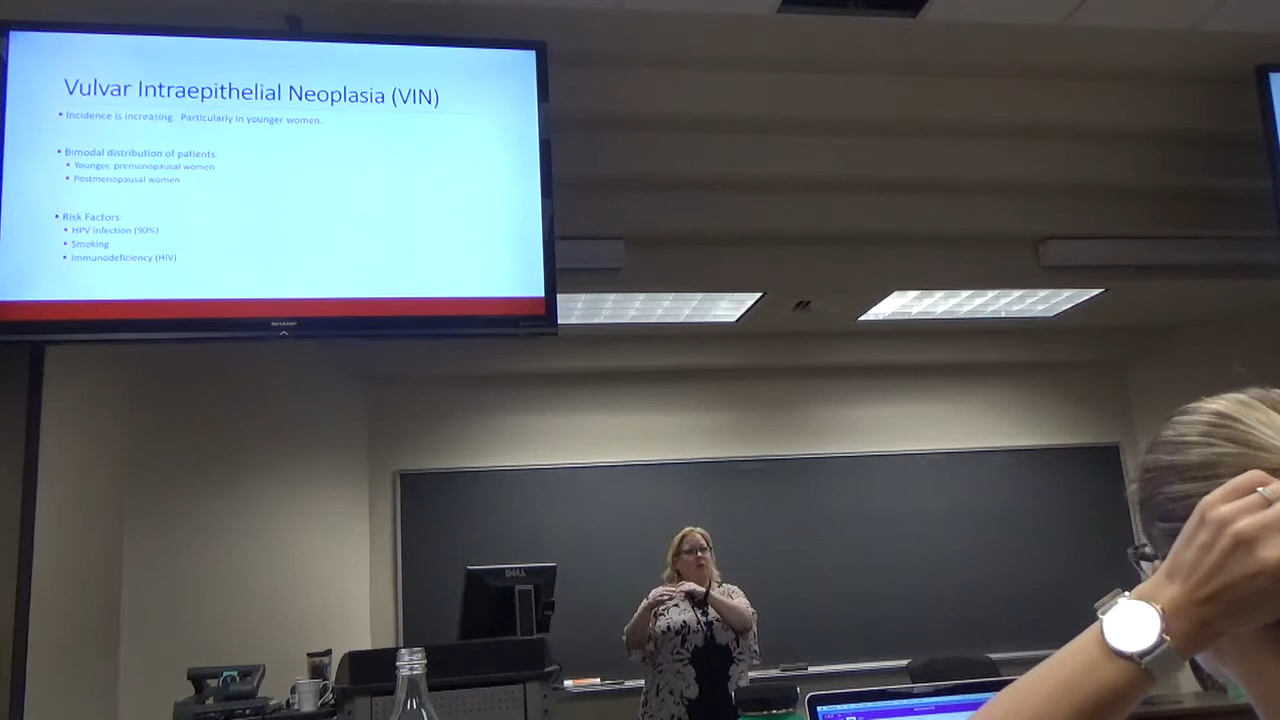 Vulvar Intraepithelial Neoplasia (VIN)
▪ Incidence is increasing. Particularly in younger women.
▪ Bimodal distribution of patients:
▪ Younger, premenopausal women
▪ Postmenopausal women
▪ Risk Factors:
▪ HPV infection (90%)
▪ Smoking
▪ Immunodeficiency (HIV)
SHARP
DELL